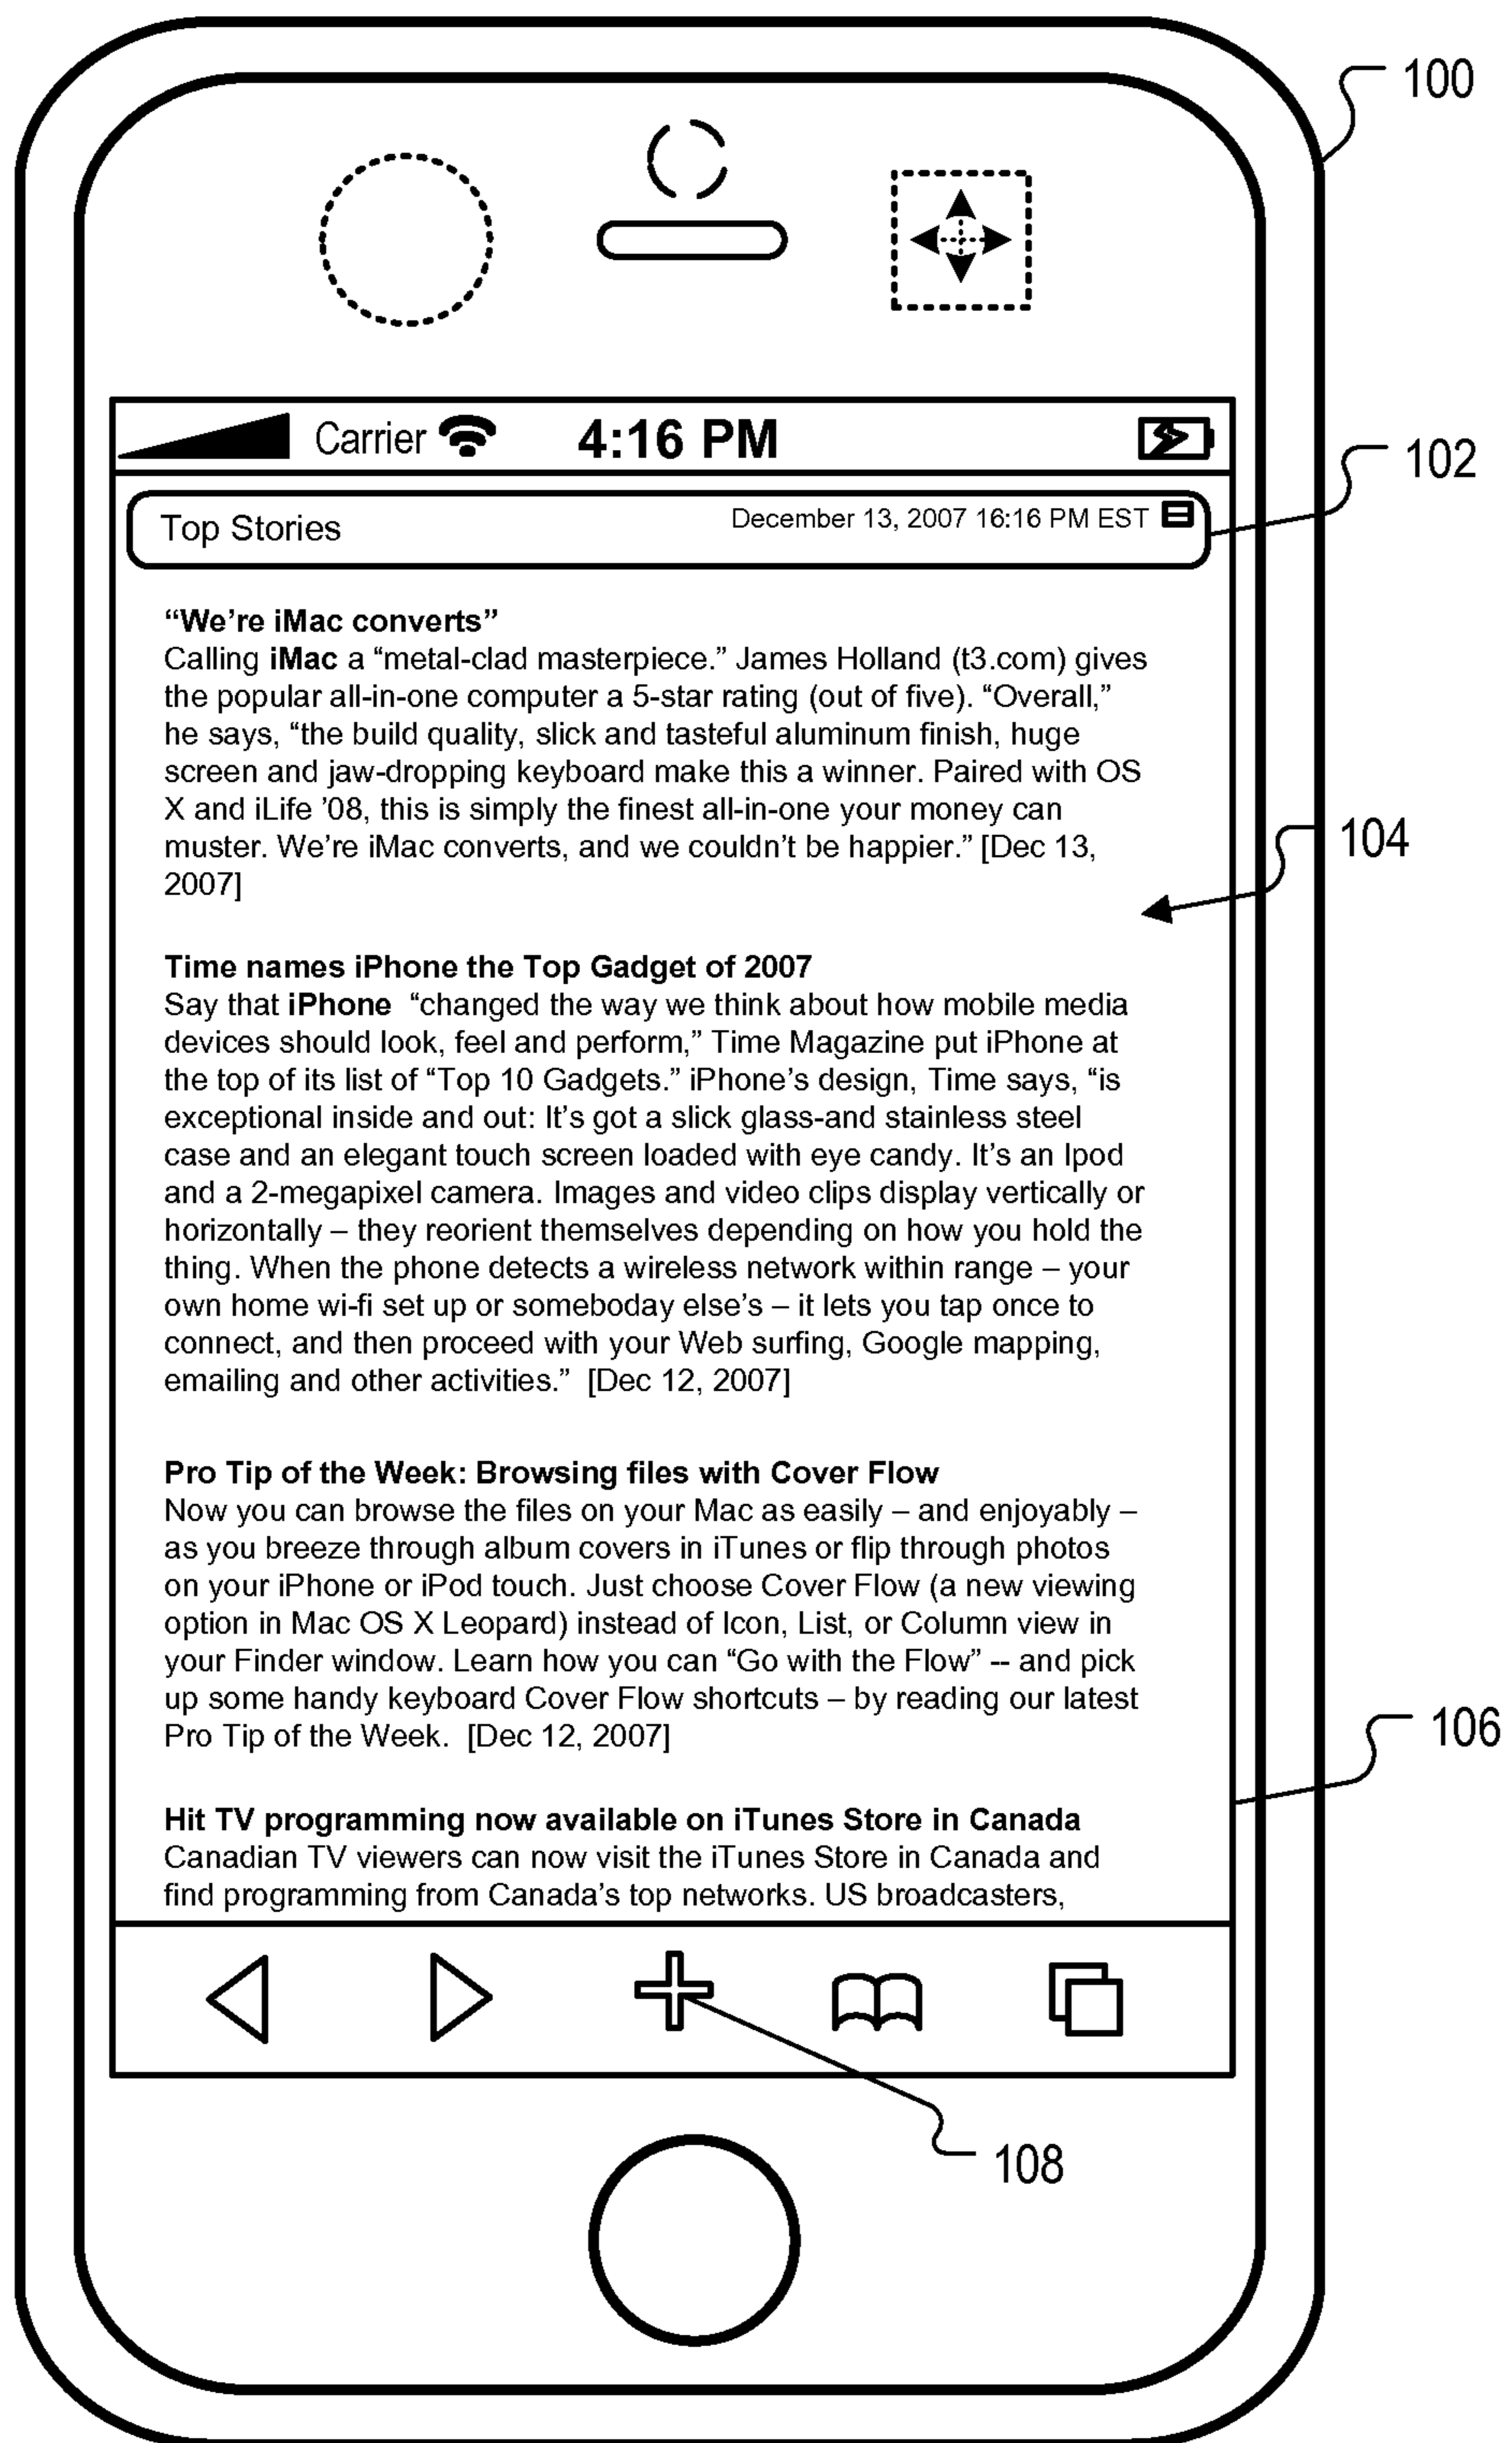 100
Carrier 4:16 PM
102
Top Stories December 13, 2007 16:16 PM EST
“We’re iMac converts”
Calling iMac a “metal-clad masterpiece.” James Holland (t3.com) gives
the popular all-in-one computer a 5-star rating (out of five). “Overall,”
he says, “the build quality, slick and tasteful aluminum finish, huge
screen and jaw-dropping keyboard make this a winner. Paired with OS
X and iLife ’08, this is simply the finest all-in-one your money can
muster. We’re iMac converts, and we couldn’t be happier.” [Dec 13,
2007]
104
Time names iPhone the Top Gadget of 2007
Say that iPhone “changed the way we think about how mobile media
devices should look, feel and perform,” Time Magazine put iPhone at
the top of its list of “Top 10 Gadgets.” iPhone’s design, Time says, “is
exceptional inside and out: It’s got a slick glass-and stainless steel
case and an elegant touch screen loaded with eye candy. It’s an Ipod
and a 2-megapixel camera. Images and video clips display vertically or
horizontally – they reorient themselves depending on how you hold the
thing. When the phone detects a wireless network within range – your
own home wi-fi set up or someboday else’s – it lets you tap once to
connect, and then proceed with your Web surfing, Google mapping,
emailing and other activities.” [Dec 12, 2007]
Pro Tip of the Week: Browsing files with Cover Flow
Now you can browse the files on your Mac as easily – and enjoyably –
as you breeze through album covers in iTunes or flip through photos
on your iPhone or iPod touch. Just choose Cover Flow (a new viewing
option in Mac OS X Leopard) instead of Icon, List, or Column view in
your Finder window. Learn how you can “Go with the Flow” -- and pick
up some handy keyboard Cover Flow shortcuts – by reading our latest
Pro Tip of the Week. [Dec 12, 2007]
106
Hit TV programming now available on iTunes Store in Canada
Canadian TV viewers can now visit the iTunes Store in Canada and
find programming from Canada’s top networks. US broadcasters,
108